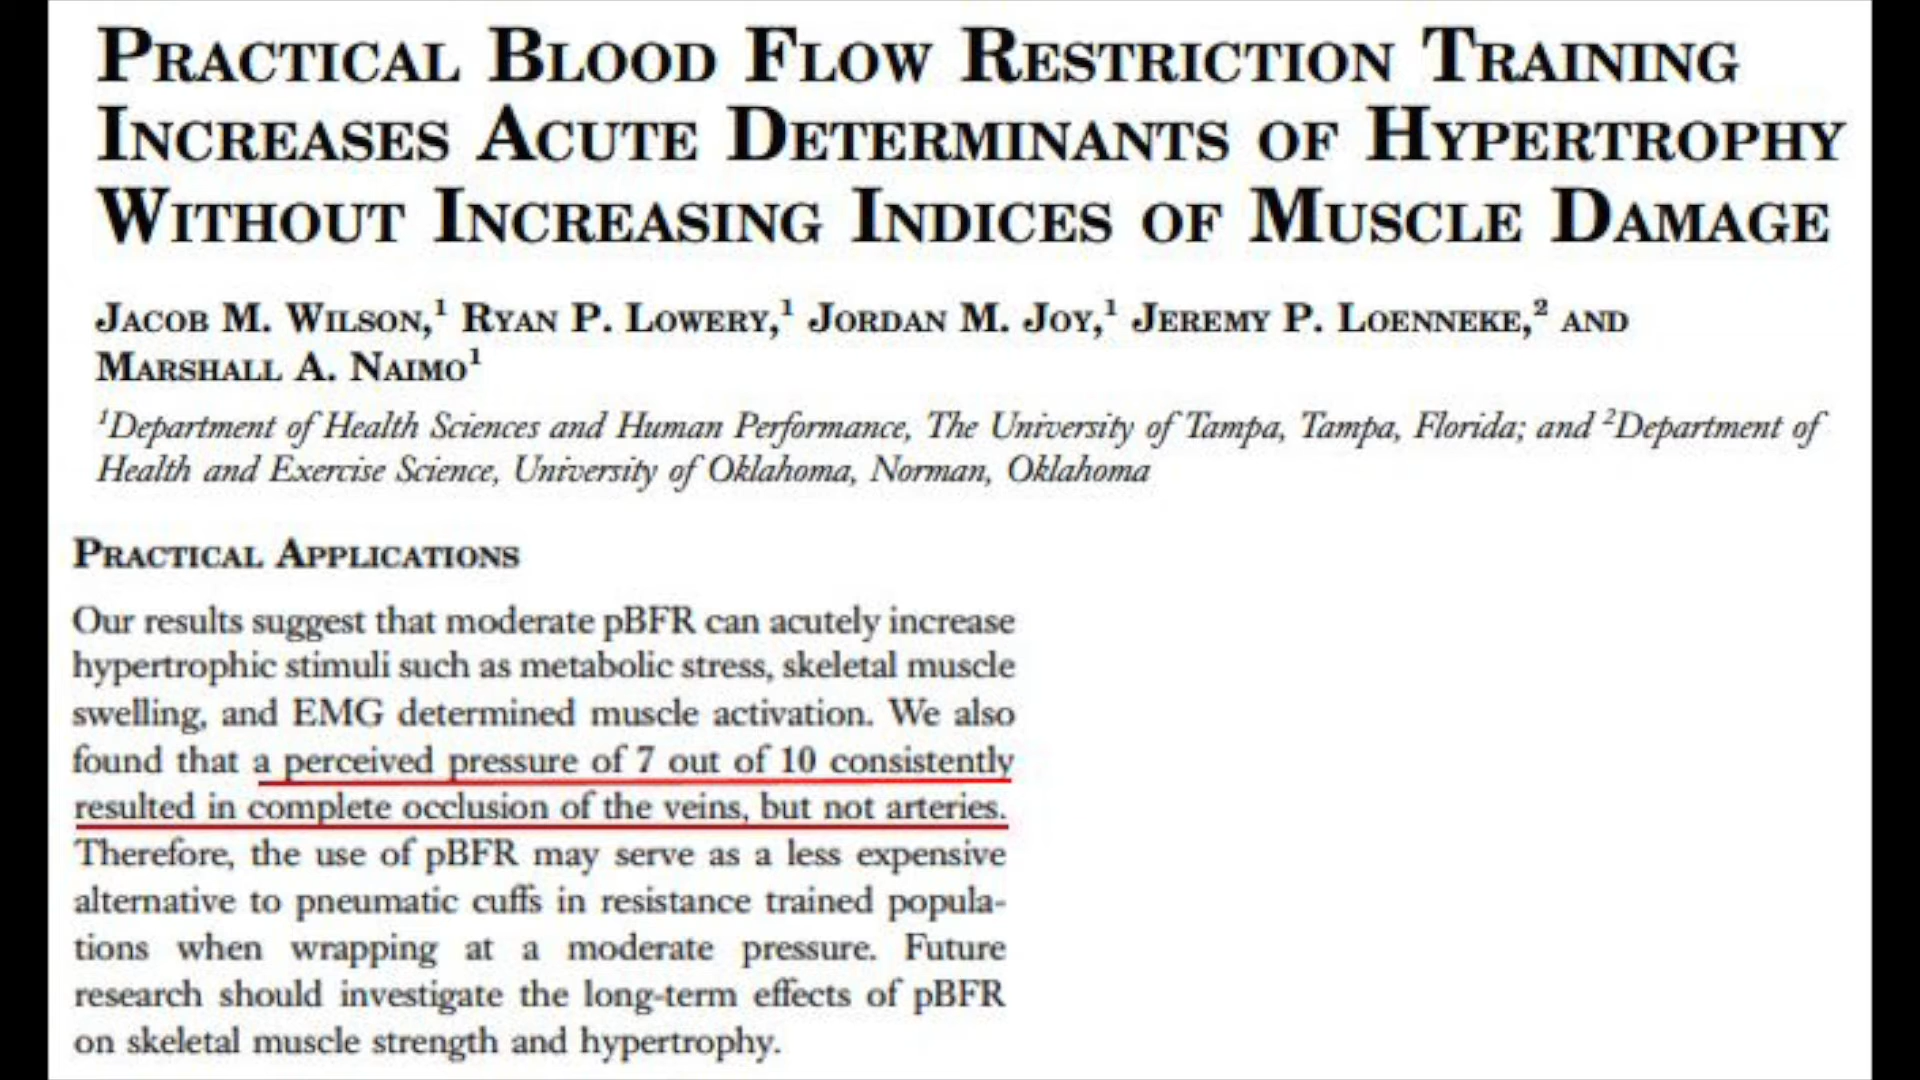 PRACTICAL BLOOD FLOW RESTRICTION TRAINING
INCREASES ACUTE DETERMINANTS OF HYPERTROPHY
WITHOUT INCREASING INDICES OF MUSCLE DAMAGE
JACOB M. WILSON,¹ RYAN P. LOWERY,¹ JORDAN M. JOY,¹ JEREMY P. LOENNEKE,² AND
MARSHALL A. NAIMO¹
¹Department of Health Sciences and Human Performance, The University of Tampa, Tampa, Florida; and ²Department of
Health and Exercise Science, University of Oklahoma, Norman, Oklahoma
PRACTICAL APPLICATIONS
Our results suggest that moderate pBFR can acutely increase
hypertrophic stimuli such as metabolic stress, skeletal muscle
swelling, and EMG determined muscle activation. We also
found that a perceived pressure of 7 out of 10 consistently
resulted in complete occlusion of the veins, but not arteries.
Therefore, the use of pBFR may serve as a less expensive
alternative to pneumatic cuffs in resistance trained popula-
tions when wrapping at a moderate pressure. Future
research should investigate the long-term effects of pBFR
on skeletal muscle strength and hypertrophy.